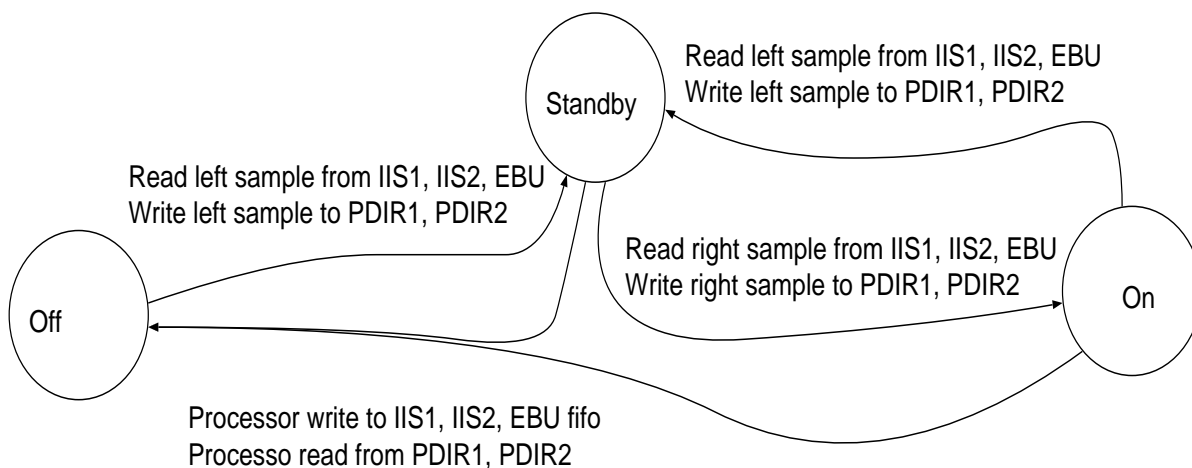 Read left sample from IIS1, IIS2, EBU
Write left sample to PDIR1, PDIR2
Standby
Read left sample from IIS1, IIS2, EBU
Write left sample to PDIR1, PDIR2
Read right sample from IIS1, IIS2, EBU
Write right sample to PDIR1, PDIR2
On
Off
Processor write to IIS1, IIS2, EBU fifo
Processo read from PDIR1, PDIR2